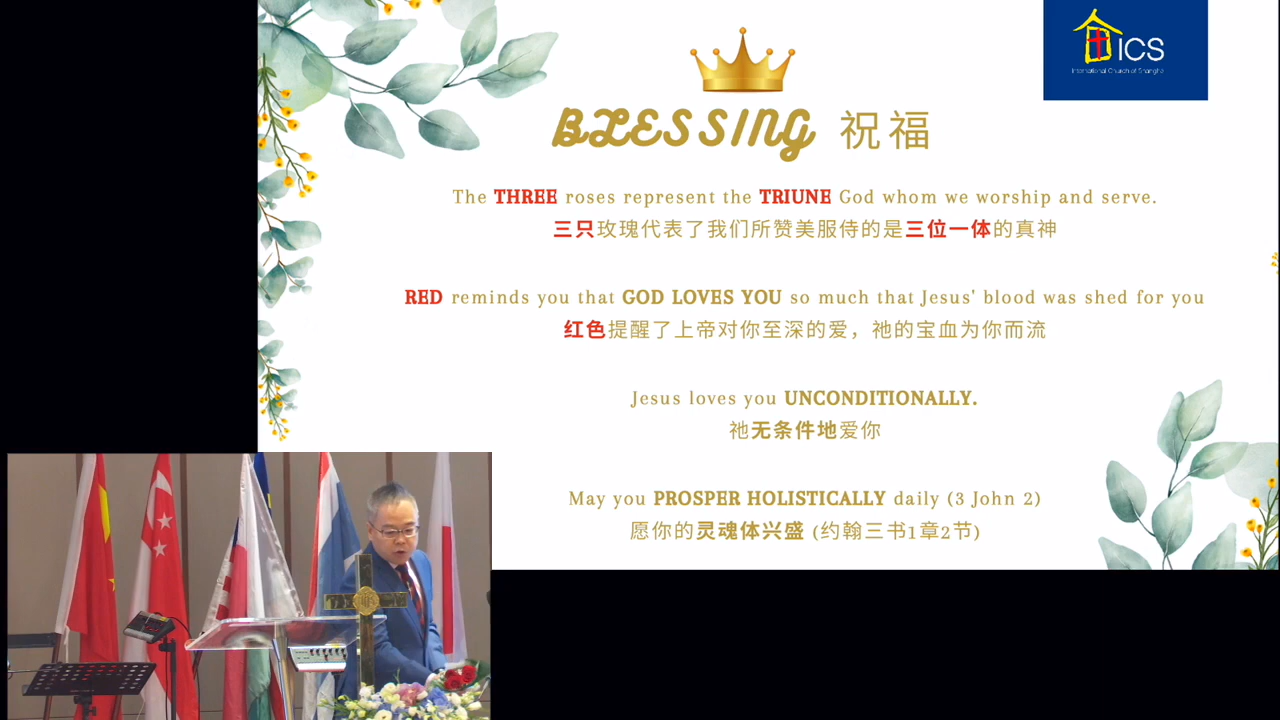 ICS
International Church of Shanghai
BLESSING 祝福
The THREE roses represent the TRIUNE God whom we worship and serve.
三只玫瑰代表了我们所赞美服侍的是三位一体的真神
RED reminds you that GOD LOVES YOU so much that Jesus' blood was shed for you
红色提醒了上帝对你至深的爱，祂的宝血为你而流
Jesus loves you UNCONDITIONALLY.
祂无条件地爱你
May you PROSPER HOLISTICALLY daily (3 John 2)
愿你的灵魂体兴盛 (约翰三书1章2节)